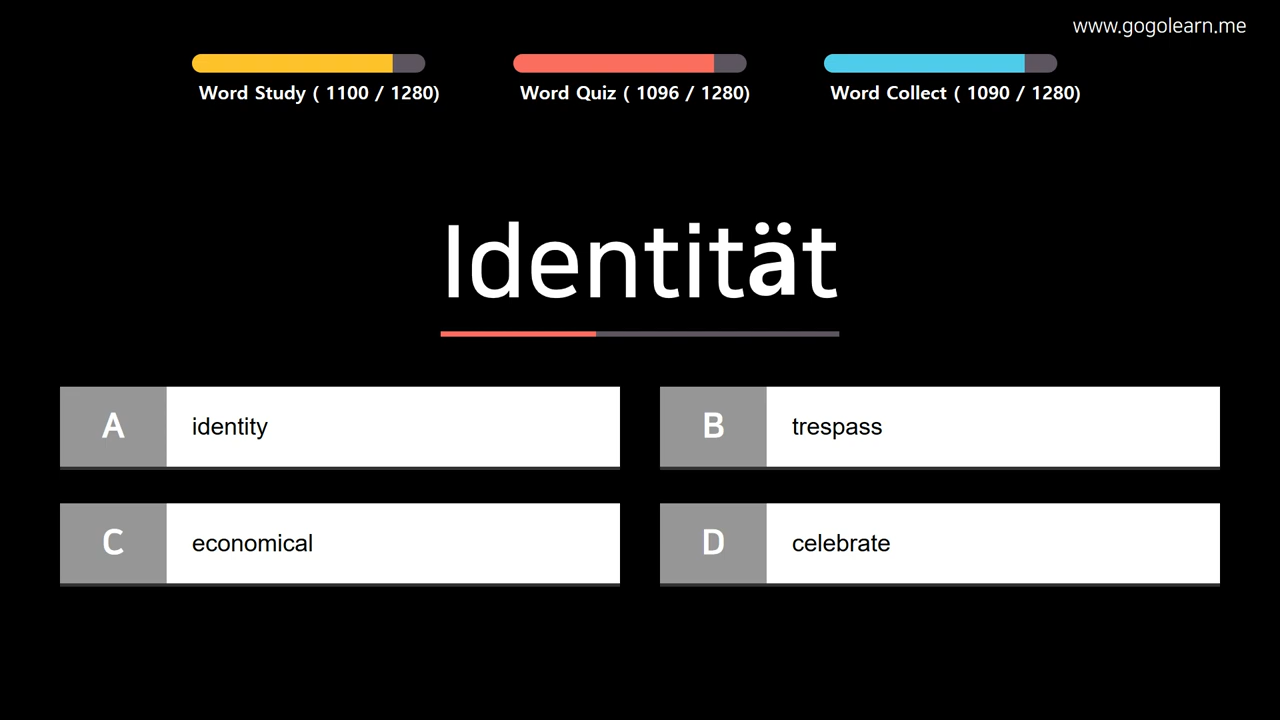 www.gogolearn.me
Word Study ( 1100 / 1280)
Word Quiz ( 1096 / 1280)
Word Collect ( 1090 / 1280)
Identität
A identity
B trespass
C economical
D celebrate